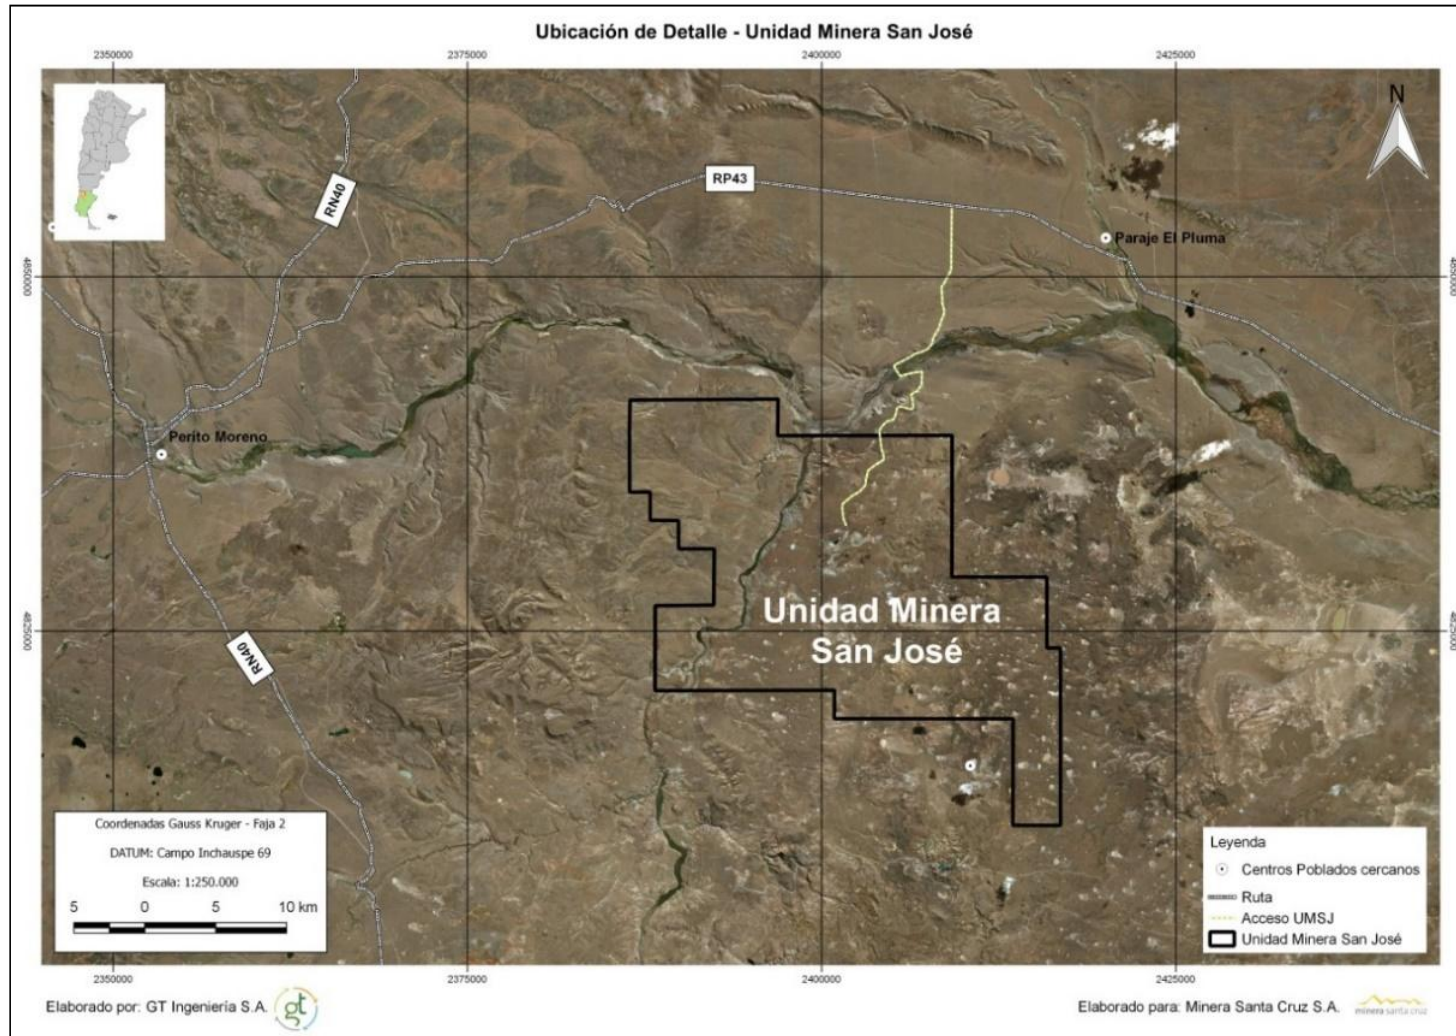 Ubicación de Detalle - Unidad Minera San José
2350000
2375000
2400000
2425000
N
RP43
RN40
Paraje El Pluma
4850000
4850000
Perito Moreno
Unidad Minera
San José
4825000
4825000
RN40
Coordenadas Gauss Kruger - Faja 2
DATUM: Campo Inchauspe 69
Escala: 1:250.000
5 0 5 10 km
Leyenda
Centros Poblados cercanos
Ruta
Acceso UMSJ
Unidad Minera San José
2350000
2375000
2400000
2425000
Elaborado por: GT Ingeniería S.A.
gt
Elaborado para: Minera Santa Cruz S.A.
minera santa cruz